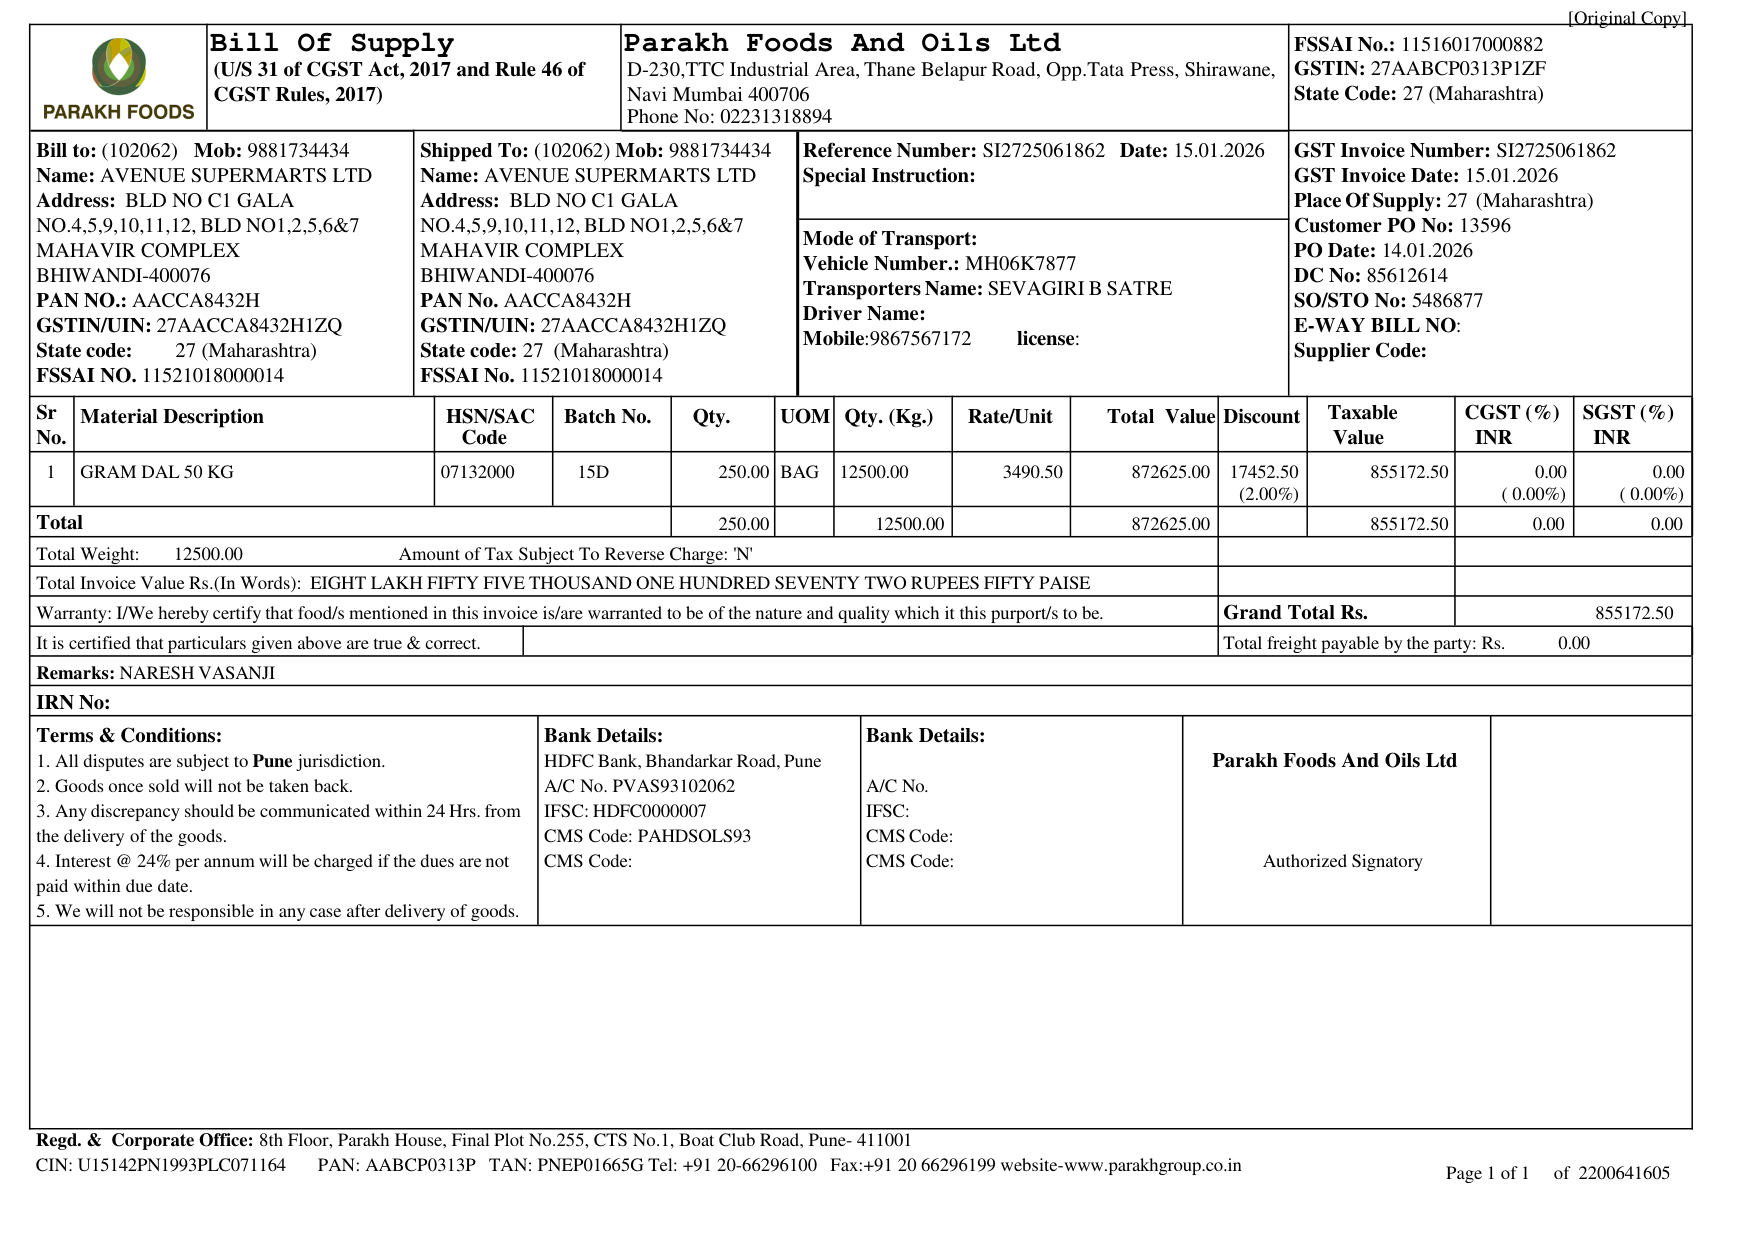 [Original Copy]
PARAKH FOODS
Bill Of Supply
(U/S 31 of CGST Act, 2017 and Rule 46 of
CGST Rules, 2017)
Parakh Foods And Oils Ltd
D-230,TTC Industrial Area, Thane Belapur Road, Opp.Tata Press, Shirawane,
Navi Mumbai 400706
Phone No: 02231318894
FSSAI No.: 11516017000882
GSTIN: 27AABCP0313P1ZF
State Code: 27 (Maharashtra)
Bill to: (102062) Mob: 9881734434
Name: AVENUE SUPERMARTS LTD
Address: BLD NO C1 GALA
NO.4,5,9,10,11,12, BLD NO1,2,5,6&7
MAHAVIR COMPLEX
BHIWANDI-400076
PAN NO.: AACCA8432H
GSTIN/UIN: 27AACCA8432H1ZQ
State code: 27 (Maharashtra)
FSSAI NO. 11521018000014
Shipped To: (102062) Mob: 9881734434
Name: AVENUE SUPERMARTS LTD
Address: BLD NO C1 GALA
NO.4,5,9,10,11,12, BLD NO1,2,5,6&7
MAHAVIR COMPLEX
BHIWANDI-400076
PAN No. AACCA8432H
GSTIN/UIN: 27AACCA8432H1ZQ
State code: 27 (Maharashtra)
FSSAI No. 11521018000014
Reference Number: SI2725061862 Date: 15.01.2026
Special Instruction:
Mode of Transport:
Vehicle Number.: MH06K7877
Transporters Name: SEVAGIRI B SATRE
Driver Name:
Mobile:9867567172 license:
GST Invoice Number: SI2725061862
GST Invoice Date: 15.01.2026
Place Of Supply: 27 (Maharashtra)
Customer PO No: 13596
PO Date: 14.01.2026
DC No: 85612614
SO/STO No: 5486877
E-WAY BILL NO:
Supplier Code:
Sr No. Material Description HSN/SAC Code Batch No. Qty. UOM Qty. (Kg.) Rate/Unit Total Value Discount Taxable Value CGST (%) INR SGST (%) INR
1 GRAM DAL 50 KG 07132000 15D 250.00 BAG 12500.00 3490.50 872625.00 17452.50 855172.50 0.00 0.00
(2.00%) ( 0.00%) ( 0.00%)
Total 250.00 12500.00 872625.00 855172.50 0.00 0.00
Total Weight: 12500.00 Amount of Tax Subject To Reverse Charge: 'N'
Total Invoice Value Rs.(In Words): EIGHT LAKH FIFTY FIVE THOUSAND ONE HUNDRED SEVENTY TWO RUPEES FIFTY PAISE
Warranty: I/We hereby certify that food/s mentioned in this invoice is/are warranted to be of the nature and quality which it this purport/s to be. Grand Total Rs. 855172.50
It is certified that particulars given above are true & correct. Total freight payable by the party: Rs. 0.00
Remarks: NARESH VASANJI
IRN No:
Terms & Conditions:
1. All disputes are subject to Pune jurisdiction.
2. Goods once sold will not be taken back.
3. Any discrepancy should be communicated within 24 Hrs. from
the delivery of the goods.
4. Interest @ 24% per annum will be charged if the dues are not
paid within due date.
5. We will not be responsible in any case after delivery of goods.
Bank Details:
HDFC Bank, Bhandarkar Road, Pune
A/C No. PVAS93102062
IFSC: HDFC0000007
CMS Code: PAHDSOLS93
CMS Code:
Bank Details:
A/C No.
IFSC:
CMS Code:
CMS Code:
Parakh Foods And Oils Ltd
Authorized Signatory
Regd. & Corporate Office: 8th Floor, Parakh House, Final Plot No.255, CTS No.1, Boat Club Road, Pune- 411001
CIN: U15142PN1993PLC071164 PAN: AABCP0313P TAN: PNEP01665G Tel: +91 20-66296100 Fax:+91 20 66296199 website-www.parakhgroup.co.in
Page 1 of 1 of 2200641605